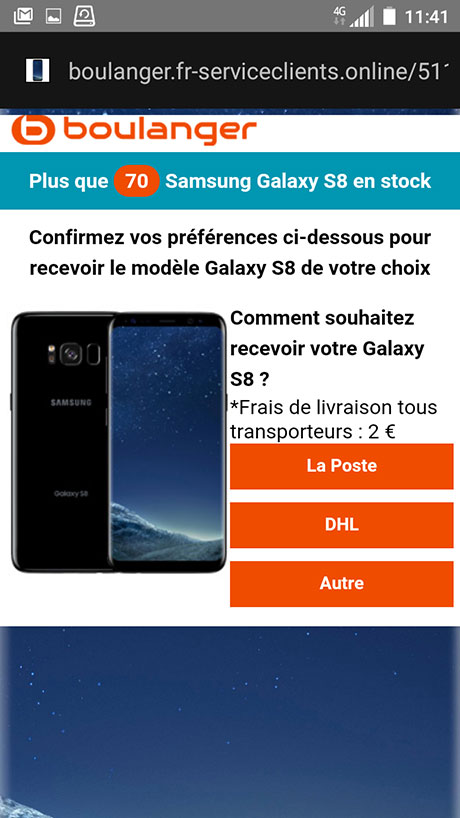 4G 11:41
boulanger.fr-serviceclients.online/511
boulanger
Plus que 70 Samsung Galaxy S8 en stock
Confirmez vos préférences ci-dessous pour
recevoir le modèle Galaxy S8 de votre choix
Comment souhaitez
recevoir votre Galaxy
S8 ?
*Frais de livraison tous
transporteurs : 2 €
La Poste
DHL
Autre
SAMSUNG
Galaxy S8